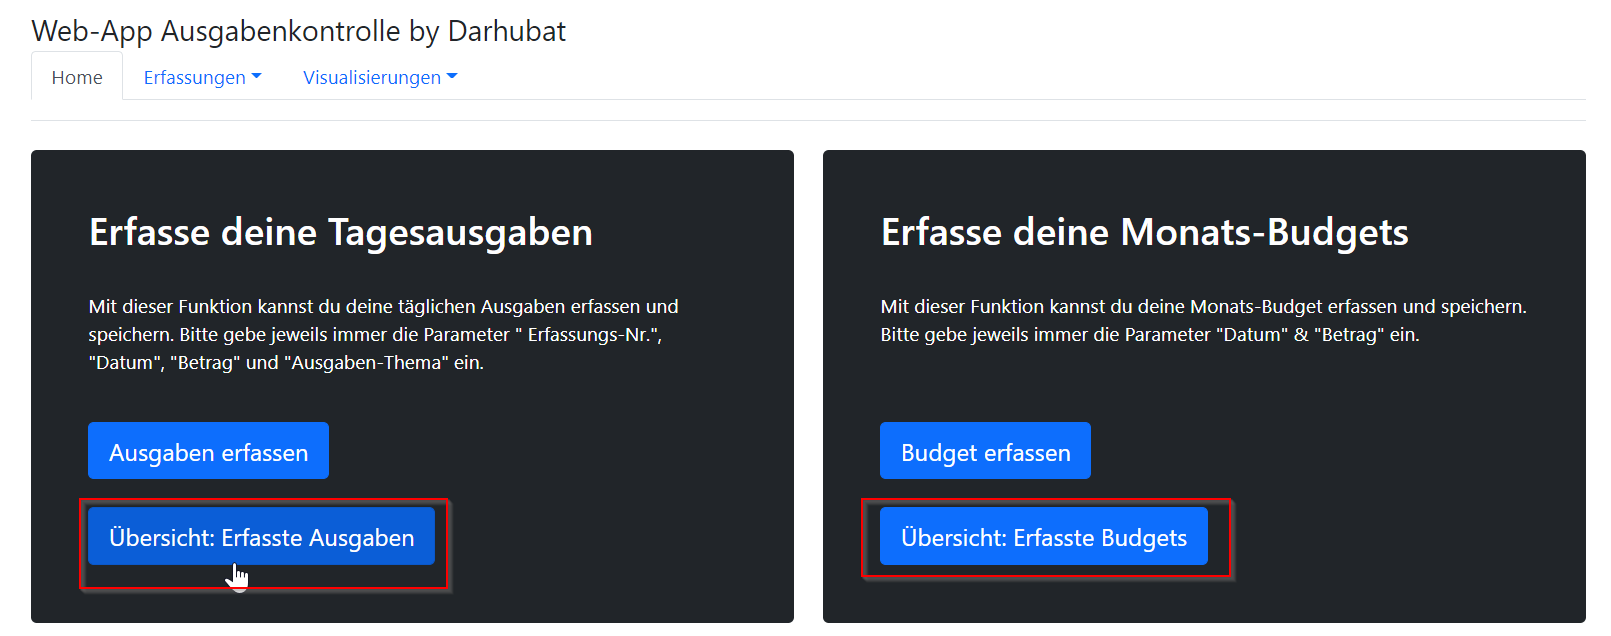 Web-App Ausgabenkontrolle by Darhubat
Home Erfassungen Visualisierungen
Erfasse deine Tagesausgaben
Mit dieser Funktion kannst du deine täglichen Ausgaben erfassen und
speichern. Bitte gebe jeweils immer die Parameter " Erfassungs-Nr.",
"Datum", "Betrag" und "Ausgaben-Thema" ein.
Ausgaben erfassen
Übersicht: Erfasste Ausgaben
Erfasse deine Monats-Budgets
Mit dieser Funktion kannst du deine Monats-Budget erfassen und speichern.
Bitte gebe jeweils immer die Parameter "Datum" & "Betrag" ein.
Budget erfassen
Übersicht: Erfasste Budgets